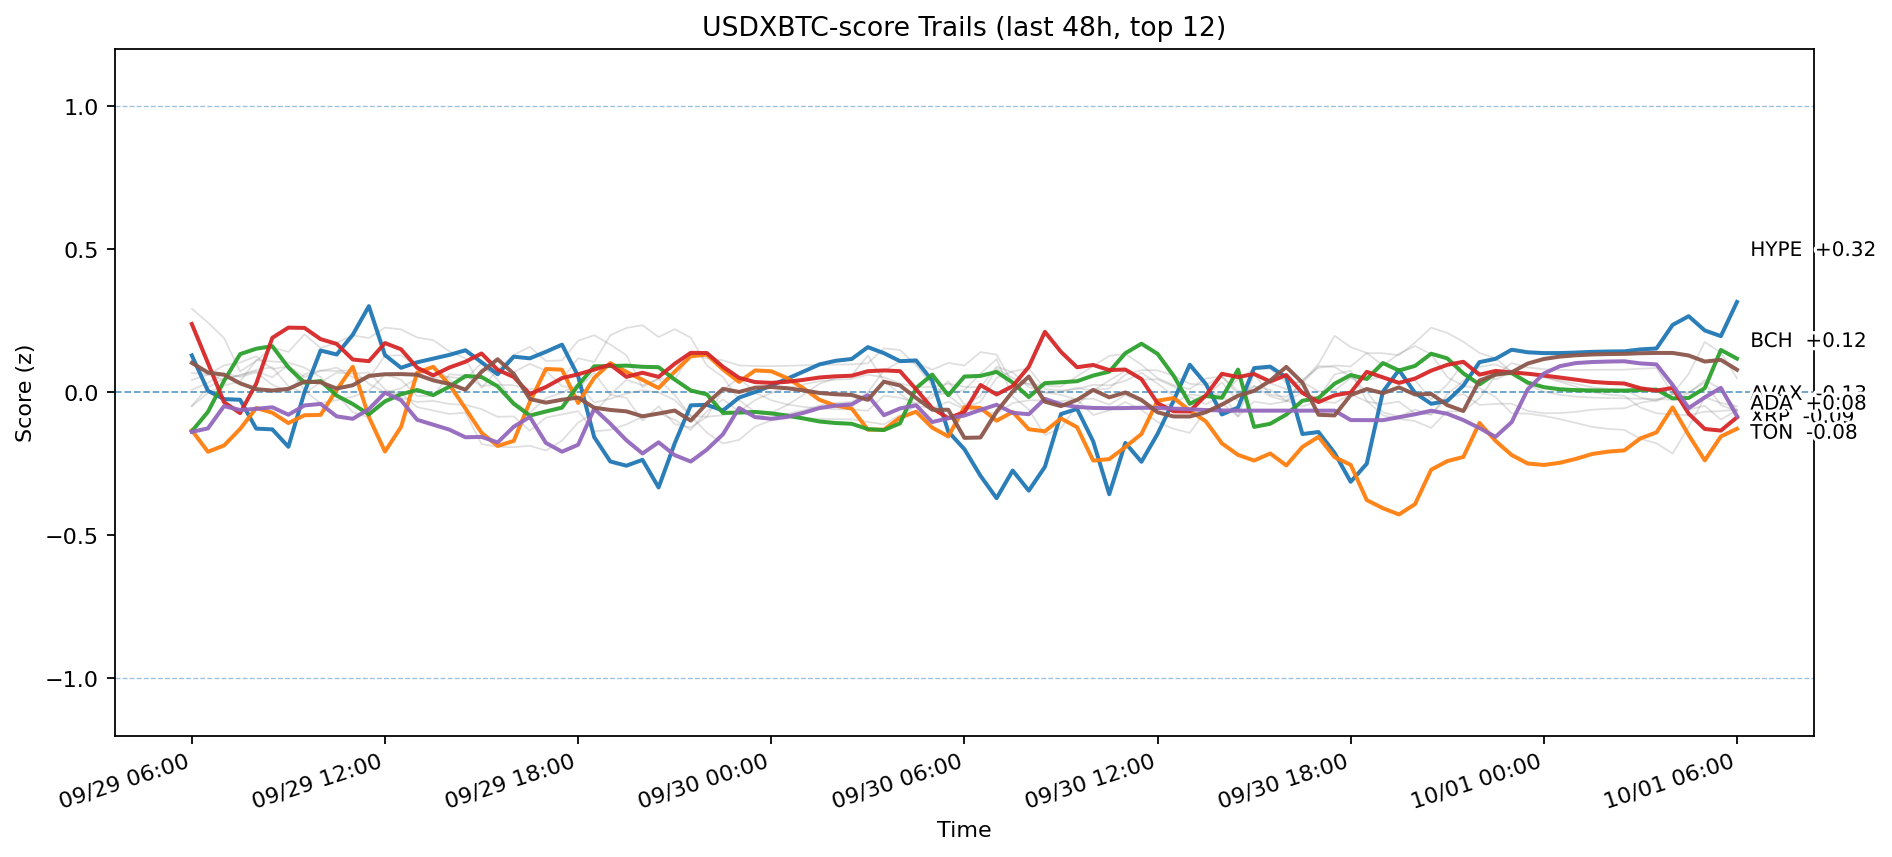 USDXBTC-score Trails (last 48h, top 12)
Score (z)
1.0
0.5
0.0
−0.5
−1.0
HYPE +0.32
BCH +0.12
AVAX -0.13
ADA +0.08
XRP -0.09
TON -0.08
09/29 06:00
09/29 12:00
09/29 18:00
09/30 00:00
09/30 06:00
09/30 12:00
09/30 18:00
10/01 00:00
10/01 06:00
Time